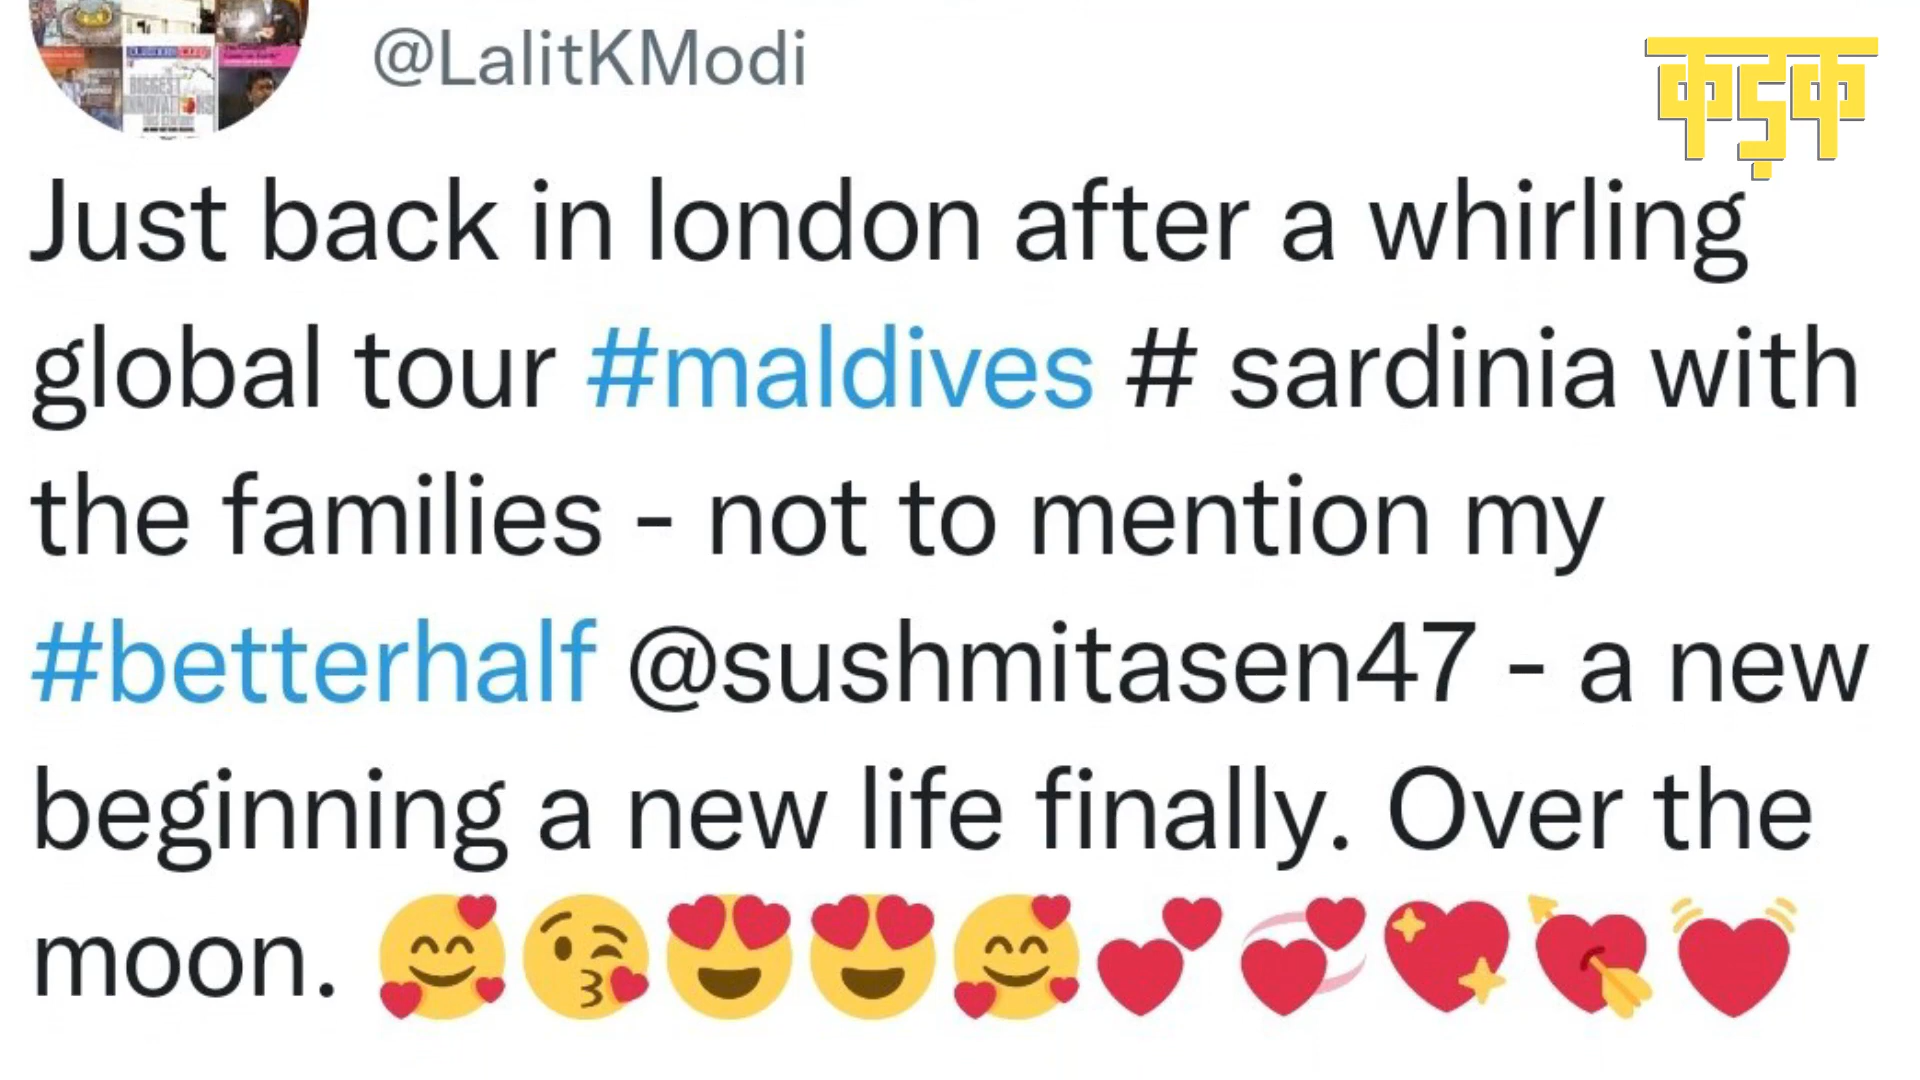 @LalitKModi
कड़क
BIGGEST
Just back in london after a whirling
global tour #maldives # sardinia with
the families - not to mention my
#betterhalf @sushmitasen47 - a new
beginning a new life finally. Over the
moon. 🥰😘😍😍🥰💕💞💖💘💓